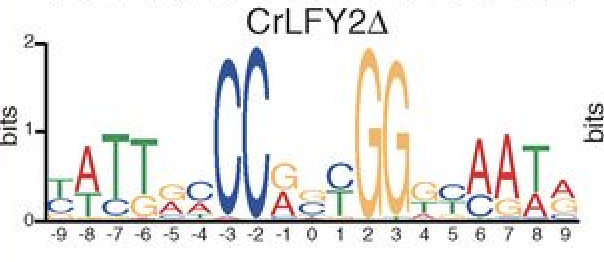 CrLFY2Δ
2
bits
1
0
bits
T A T T G G C C C G G C G G G C A A T A
C T C G A A A C T T T C G A G
-9 -8 -7 -6 -5 -4 -3 -2 -1 0 1 2 3 4 5 6 7 8 9